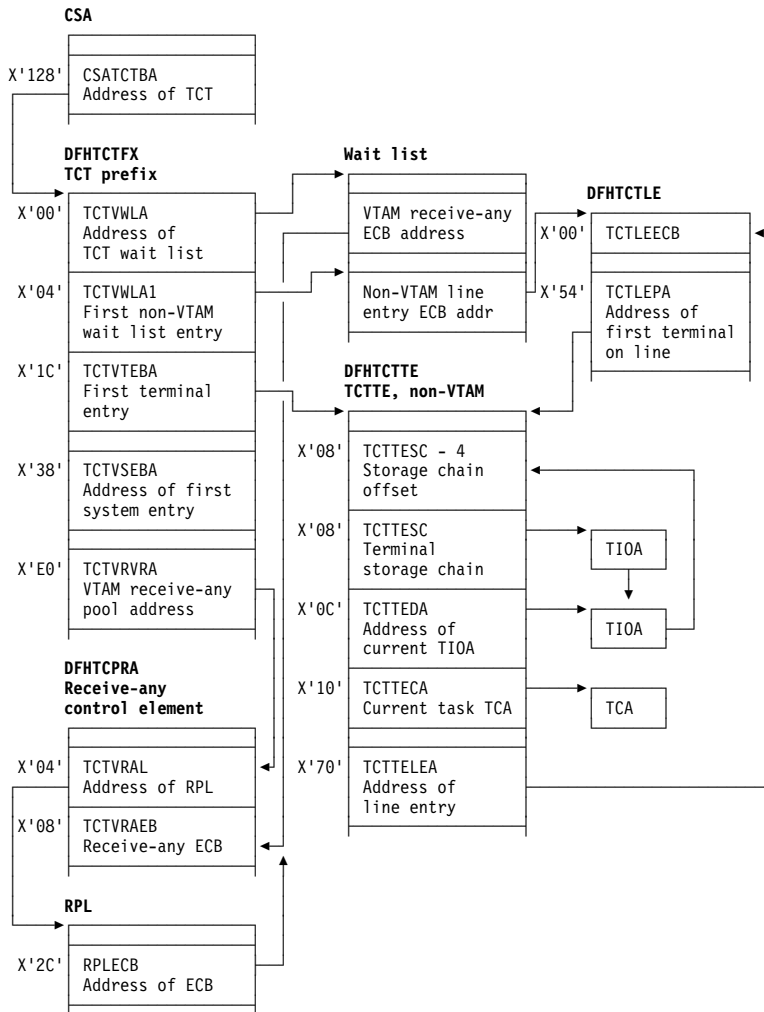 CSA
X'128'
CSATCTBA
Address of TCT
DFHTCTFX
TCT prefix
X'00'
TCTVWLA
Address of
TCT wait list
X'04'
TCTVWLA1
First non-VTAM
wait list entry
X'1C'
TCTVTEBA
First terminal
entry
X'38'
TCTVSEBA
Address of first
system entry
X'E0'
TCTVRVRA
VTAM receive-any
pool address
Wait list
VTAM receive-any
ECB address
Non-VTAM line
entry ECB addr
DFHTCTLE
X'00'
TCTLEECB
X'54'
TCTLEPA
Address of
first terminal
on line
DFHTCTTE
TCTTE, non-VTAM
X'08'
TCTTESC - 4
Storage chain
offset
X'08'
TCTTESC
Terminal
storage chain
TIOA
X'0C'
TCTTEDA
Address of
current TIOA
TIOA
X'10'
TCTTECA
Current task TCA
TCA
X'70'
TCTTELEA
Address of
line entry
DFHTCPRA
Receive-any
control element
X'04'
TCTVRAL
Address of RPL
X'08'
TCTVRAEB
Receive-any ECB
RPL
X'2C'
RPLECB
Address of ECB